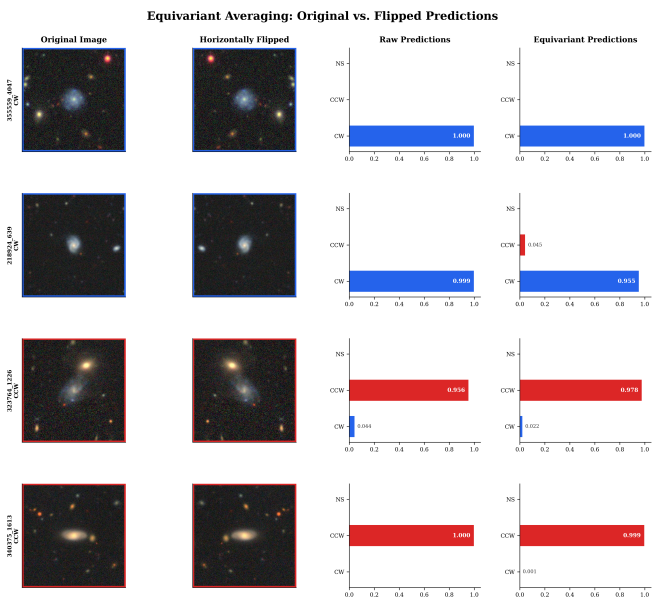 Equivariant Averaging: Original vs. Flipped Predictions
Original Image
Horizontally Flipped
Raw Predictions
Equivariant Predictions
355559_4047
CW
NS
CCW
CW
1.000
0.0 0.2 0.4 0.6 0.8 1.0
1.000
0.0 0.2 0.4 0.6 0.8 1.0
NS
CCW
CW
218924_639
CW
NS
CCW
CW
0.999
0.0 0.2 0.4 0.6 0.8 1.0
NS
CCW
0.045
CW
0.955
0.0 0.2 0.4 0.6 0.8 1.0
323764_1226
CCW
NS
CCW
0.956
CW
0.044
0.0 0.2 0.4 0.6 0.8 1.0
NS
CCW
0.978
CW
0.022
0.0 0.2 0.4 0.6 0.8 1.0
340375_1613
CCW
NS
CCW
1.000
CW
0.0 0.2 0.4 0.6 0.8 1.0
NS
CCW
0.999
CW
0.001
0.0 0.2 0.4 0.6 0.8 1.0